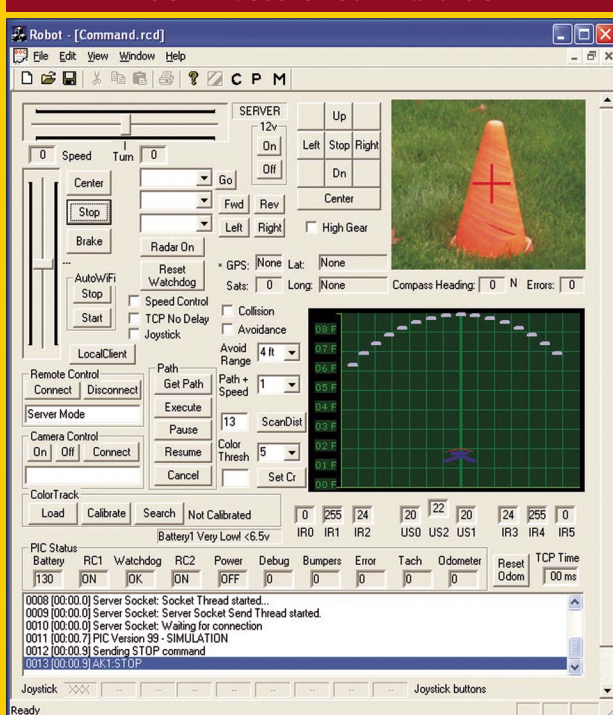 Robot - [Command.rcd]
File Edit View Window Help
C P M
SERVER
12v
On
Off
Up
Left Stop Right
Dn
Center
0 Speed Turn 0
Center
Stop
Brake
---
Go
Fwd Rev
Left Right
High Gear
Radar On
Reset Watchdog
AutoWiFi
Stop
Start
LocalClient
Speed Control
TCP No Delay
Joystick
GPS: None Lat: None
Sats: 0 Long: None
Compass Heading: 0 N Errors: 0
Collision
Avoidance
Avoid Range 4 ft
Path + Speed 1
13 ScanDist
Color Thresh 5
Set Cr
Remote Control
Connect Disconnect
Server Mode
Camera Control
On Off Connect
Path
Get Path
Execute
Pause
Resume
Cancel
08 F
07 F
06 F
05 F
04 F
03 F
02 F
01 F
00 F
ColorTrack
Load Calibrate Search Not Calibrated
Battery1 Very Low! <6.5v
0 255 24 20 22 20 24 255 0
IR0 IR1 IR2 US0 US2 US1 IR3 IR4 IR5
PIC Status
Battery RC1 Watchdog RC2 Power Debug Bumpers Error Tach Odometer
130 ON OK ON OFF 0 0 0 0 0
Reset Odom
TCP Time
00 ms
0008 [00:00.0] Server Socket: Socket Thread started...
0009 [00:00.0] Server Socket: Server Socket Send Thread started.
0010 [00:00.0] Server Socket: Waiting for connection
0011 [00:00.7] PIC Version 99 - SIMULATION
0012 [00:00.9] Sending STOP command
0013 [00:00.9] AK1:STOP
Joystick XXX -- -- -- -- -- -- -- -- Joystick buttons
Ready